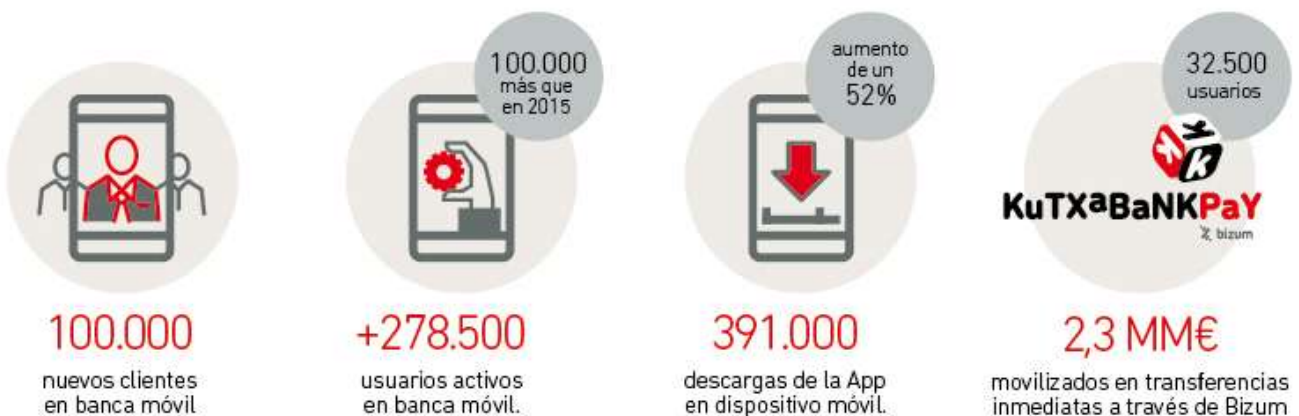 100.000
más que
en 2015
aumento
de un
52%
32.500
usuarios
k
k
KuTXaBaNKPaY
bizum
100.000
nuevos clientes
en banca móvil
+278.500
usuarios activos
en banca móvil.
391.000
descargas de la App
en dispositivo móvil.
2,3 MM€
movilizados en transferencias
inmediatas a través de Bizum